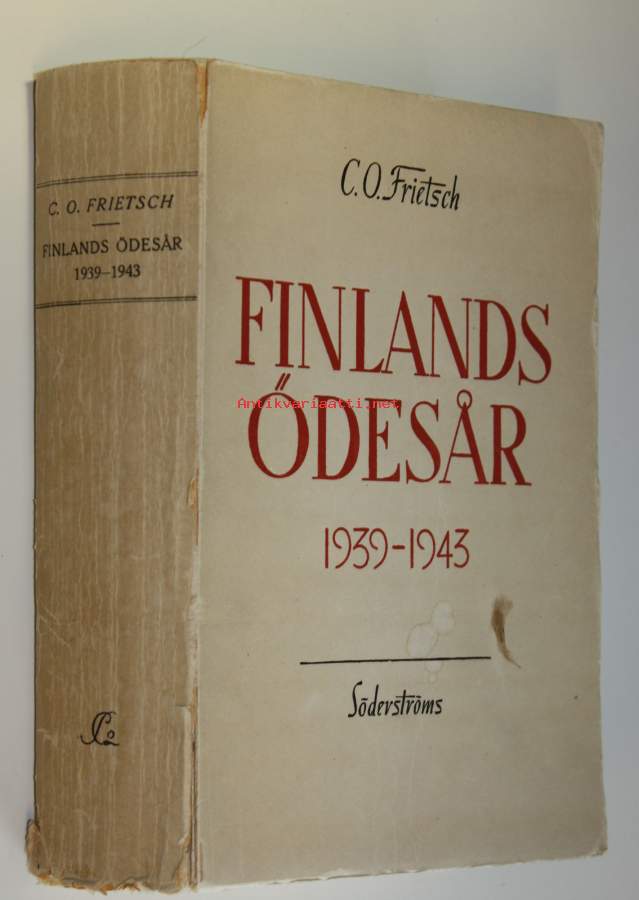 C. O. FRIETSCH
FINLANDS ÖDESÅR
1939–1943
C.O. Frietsch
FINLANDS
ÖDESÅR
1939-1943
Söderströms
Antikvariaatti.net